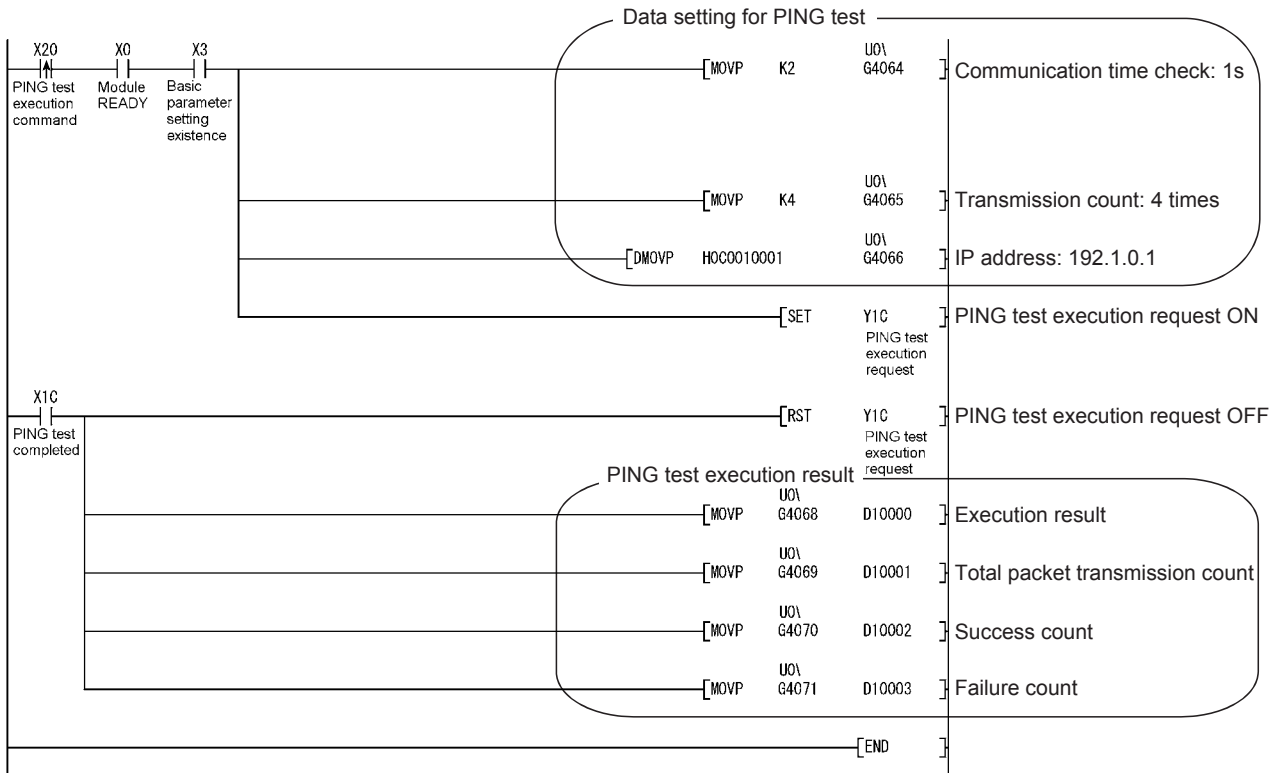 Data setting for PING test
X20 X0 X3
PING test execution command
Module READY
Basic parameter setting existence
MOVP K2 U0\ G4064 Communication time check: 1s
MOVP K4 U0\ G4065 Transmission count: 4 times
DMOVP H0C0010001 U0\ G4066 IP address: 192.1.0.1
SET Y1C PING test execution request ON
PING test execution request
X1C
PING test completed
RST Y1C PING test execution request OFF
PING test execution request
PING test execution result
MOVP U0\ G4068 D10000 Execution result
MOVP U0\ G4069 D10001 Total packet transmission count
MOVP U0\ G4070 D10002 Success count
MOVP U0\ G4071 D10003 Failure count
END